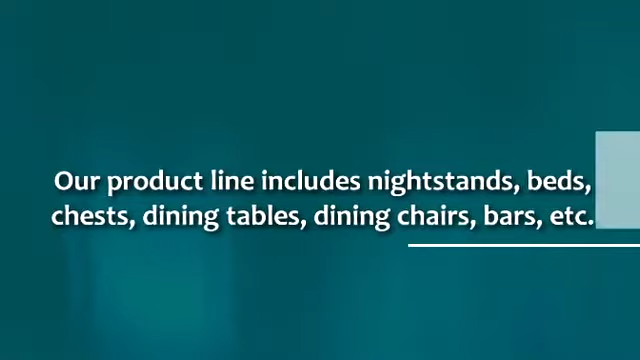 Our product line includes nightstands, beds,
chests, dining tables, dining chairs, bars, etc.